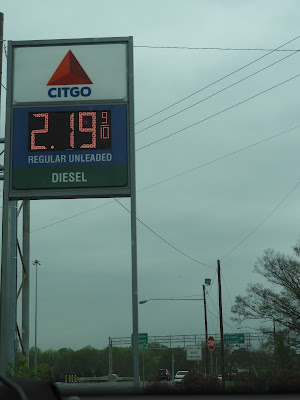 CITGO
2.19 9/10
REGULAR UNLEADED
DIESEL